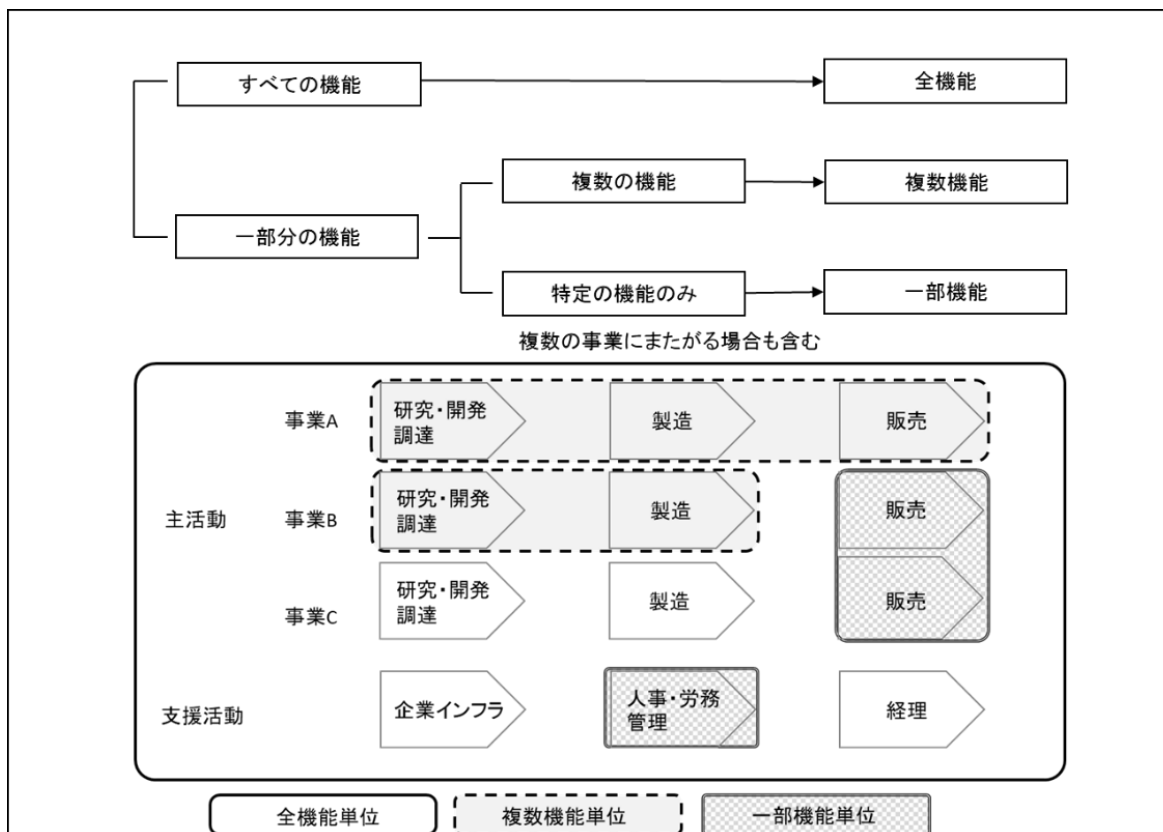 すべての機能
全機能
複数の機能
複数機能
一部分の機能
特定の機能のみ
一部機能
複数の事業にまたがる場合も含む
事業A
研究・開発
調達
製造
販売
主活動
事業B
研究・開発
調達
製造
販売
事業C
研究・開発
調達
製造
販売
支援活動
企業インフラ
人事・労務
管理
経理
全機能単位
複数機能単位
一部機能単位